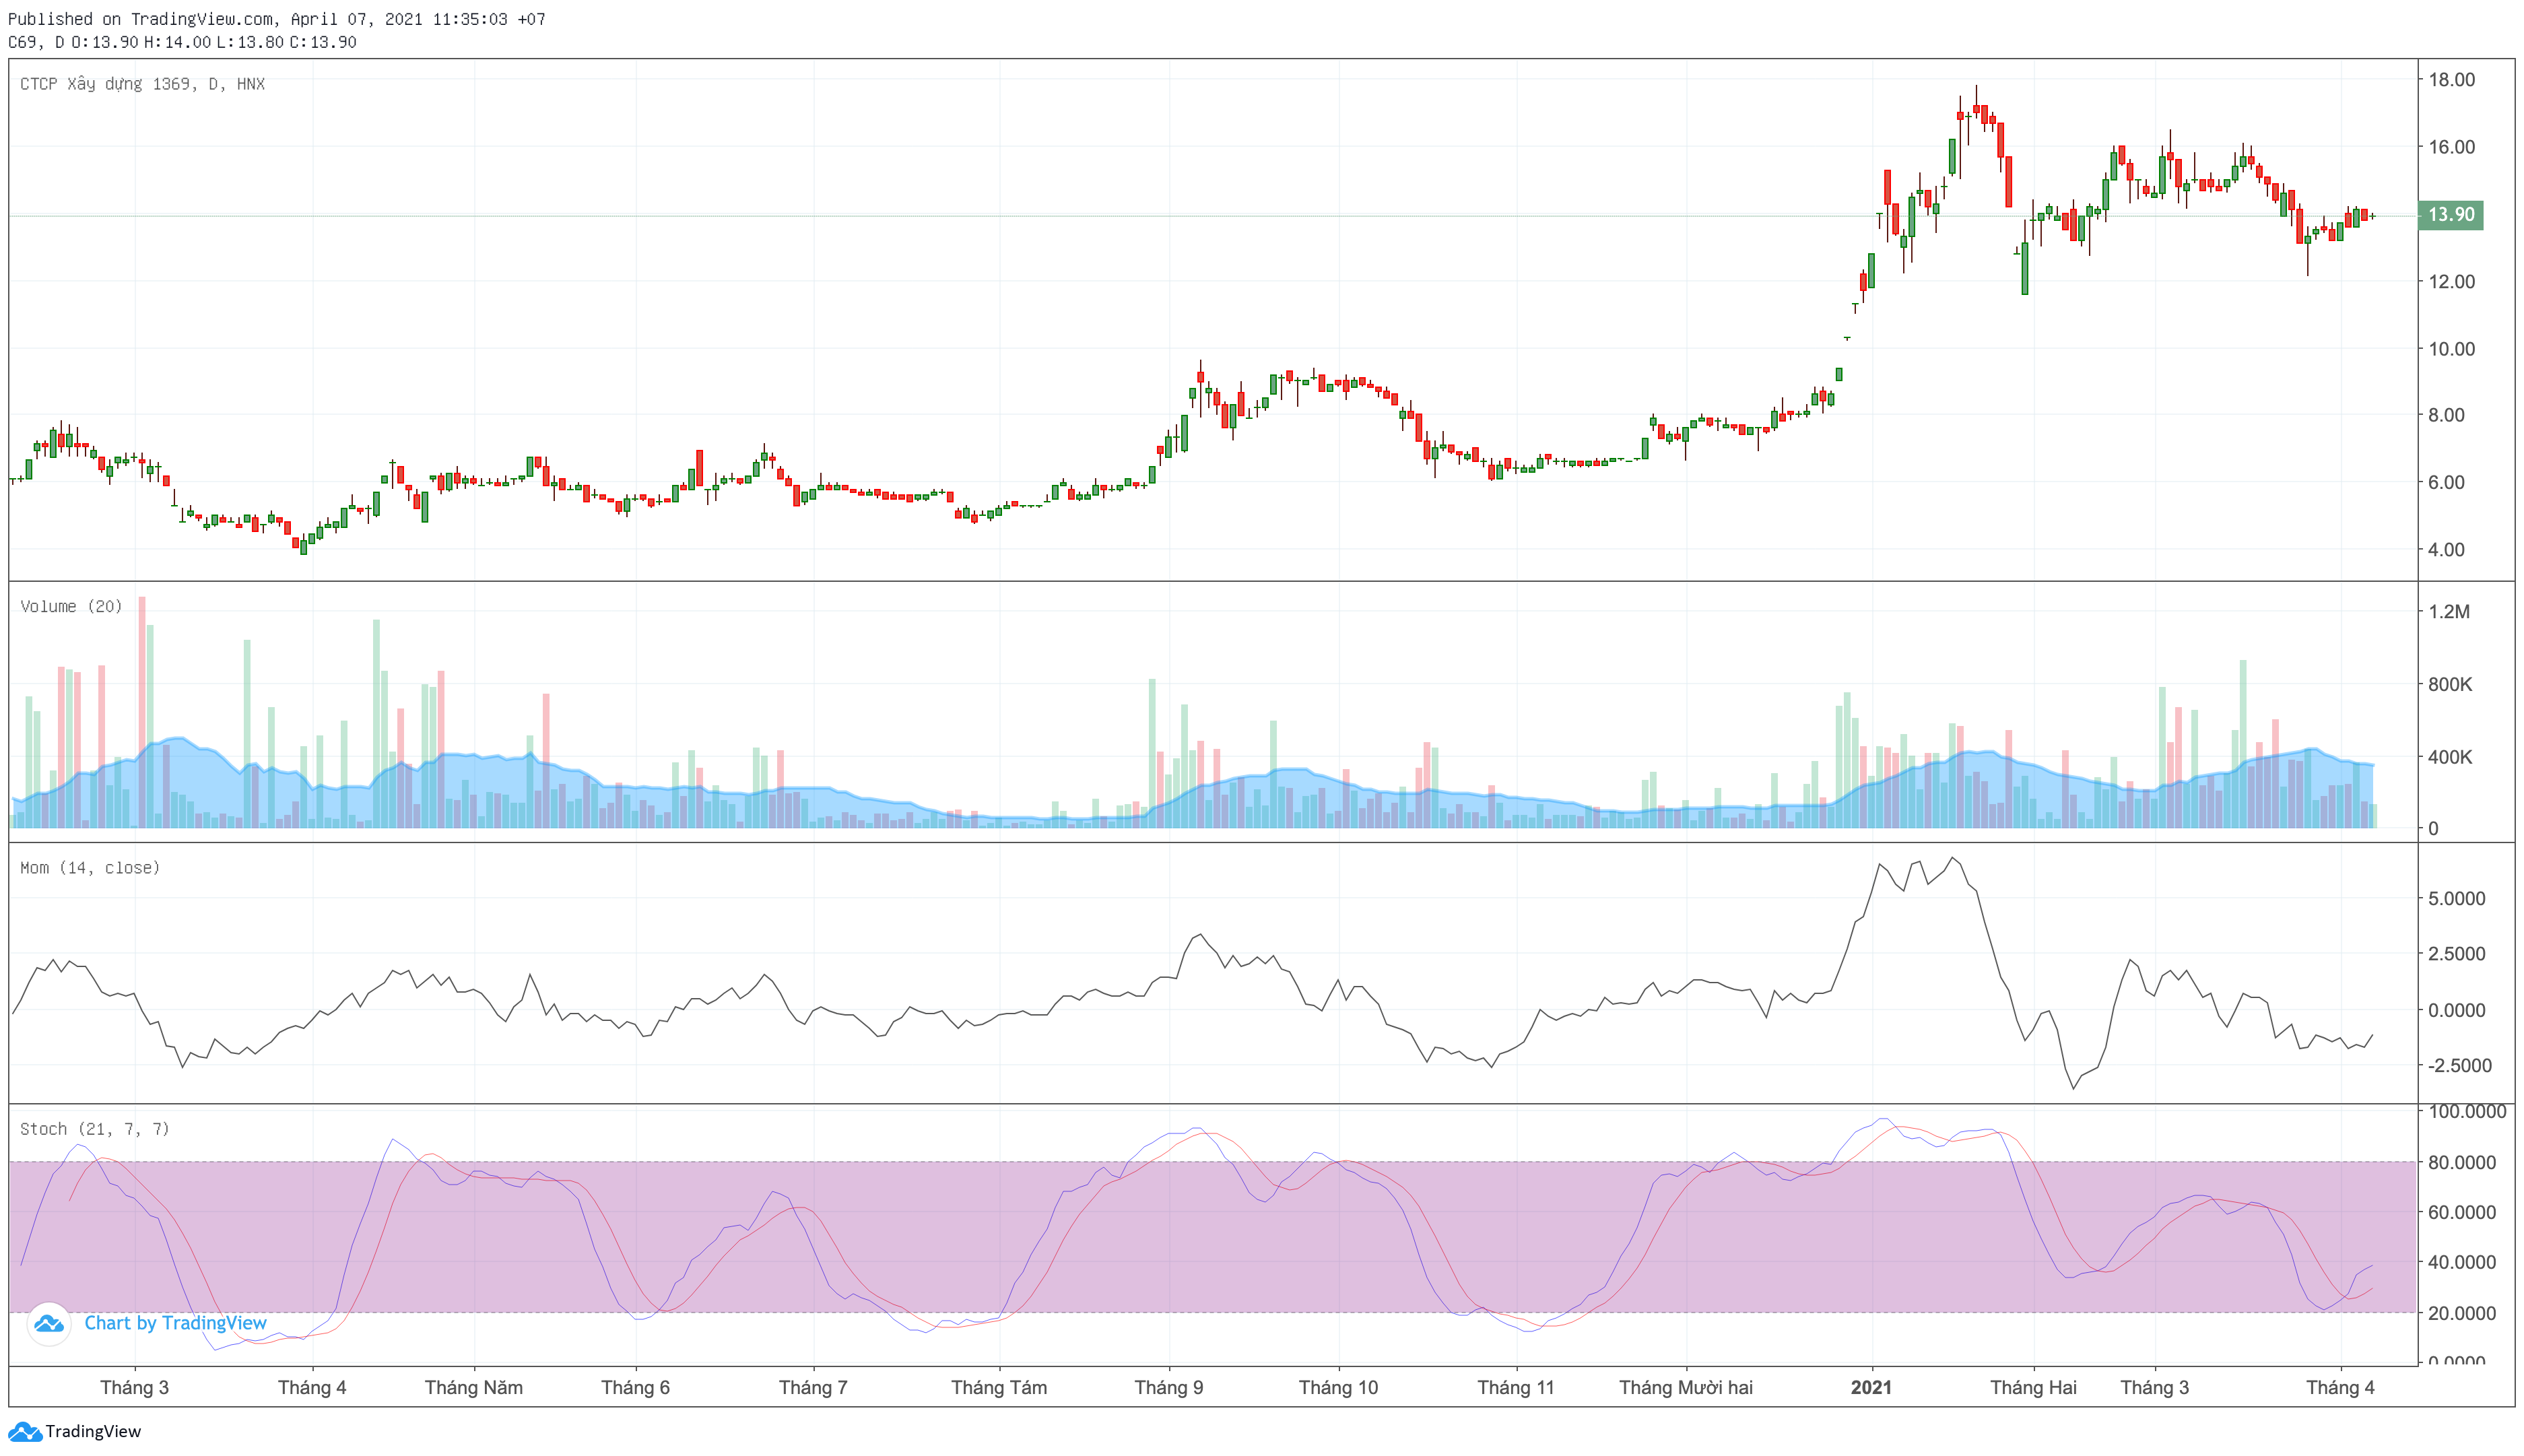 Published on TradingView.com, April 07, 2021 11:35:03 +07
C69, D O:13.90 H:14.00 L:13.80 C:13.90
CTCP Xây dựng 1369, D, HNX
18.00
16.00
13.90
12.00
10.00
8.00
6.00
4.00
Volume (20)
1.2M
800K
400K
0
Mom (14, close)
5.0000
2.5000
0.0000
-2.5000
Stoch (21, 7, 7)
100.0000
80.0000
60.0000
40.0000
20.0000
0.0000
Chart by TradingView
Tháng 3 Tháng 4 Tháng Năm Tháng 6 Tháng 7 Tháng Tám Tháng 9 Tháng 10 Tháng 11 Tháng Mười hai 2021 Tháng Hai Tháng 3 Tháng 4
TradingView